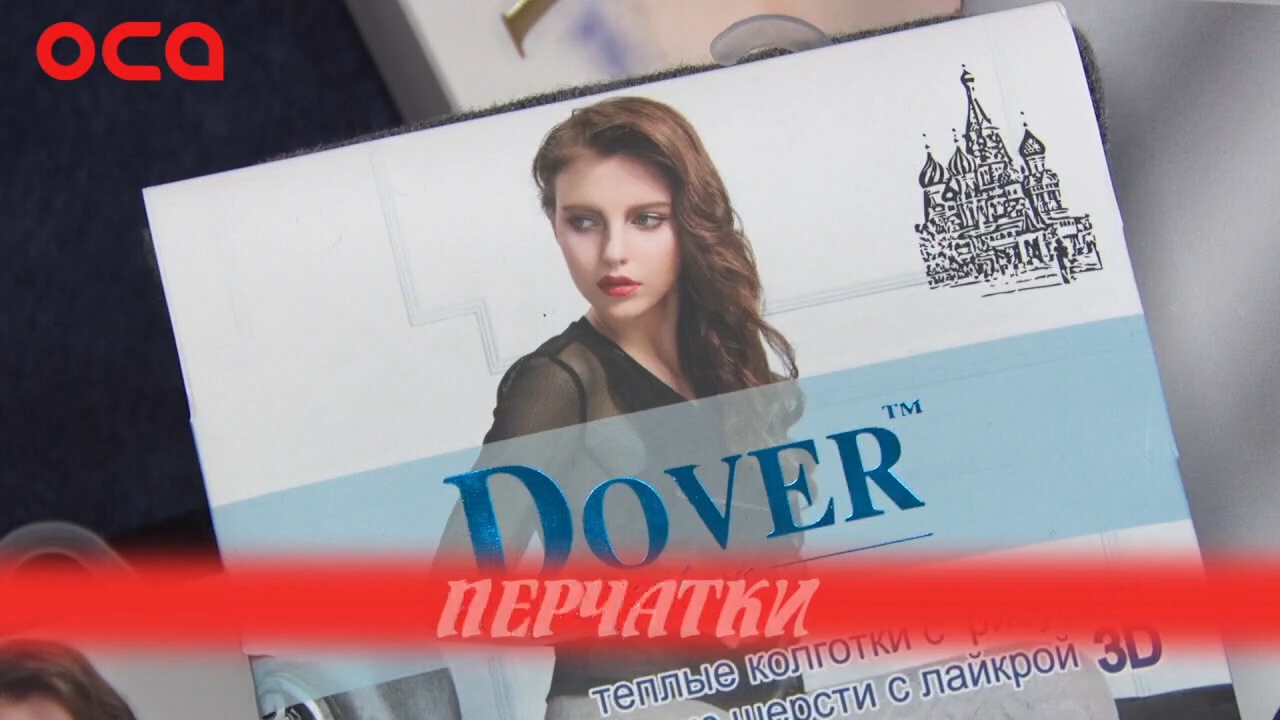 оса
DOVER™
ПЕРЧАТКИ
теплые колготки с
шерсти с лайкрой 3D